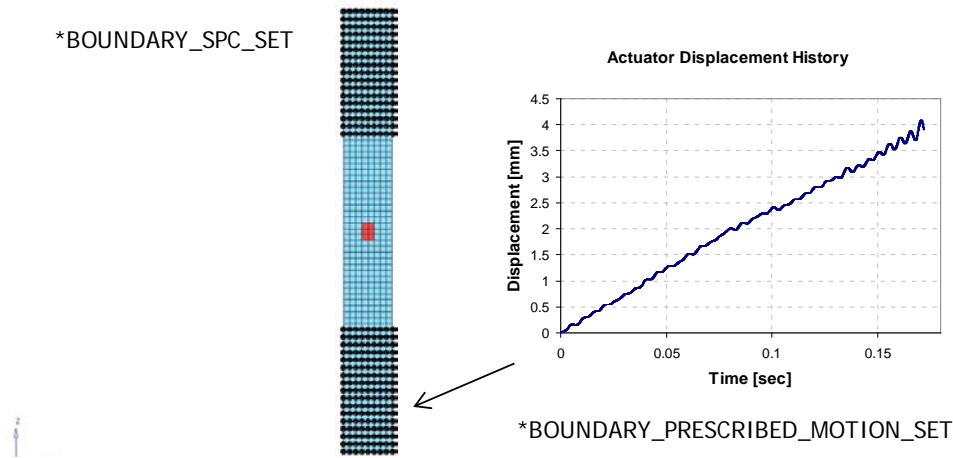 *BOUNDARY_SPC_SET
Actuator Displacement History
4.5
4
3.5
3
2.5
2
1.5
1
0.5
0
Displacement [mm]
0 0.05 0.1 0.15
Time [sec]
*BOUNDARY_PRESCRIBED_MOTION_SET
z